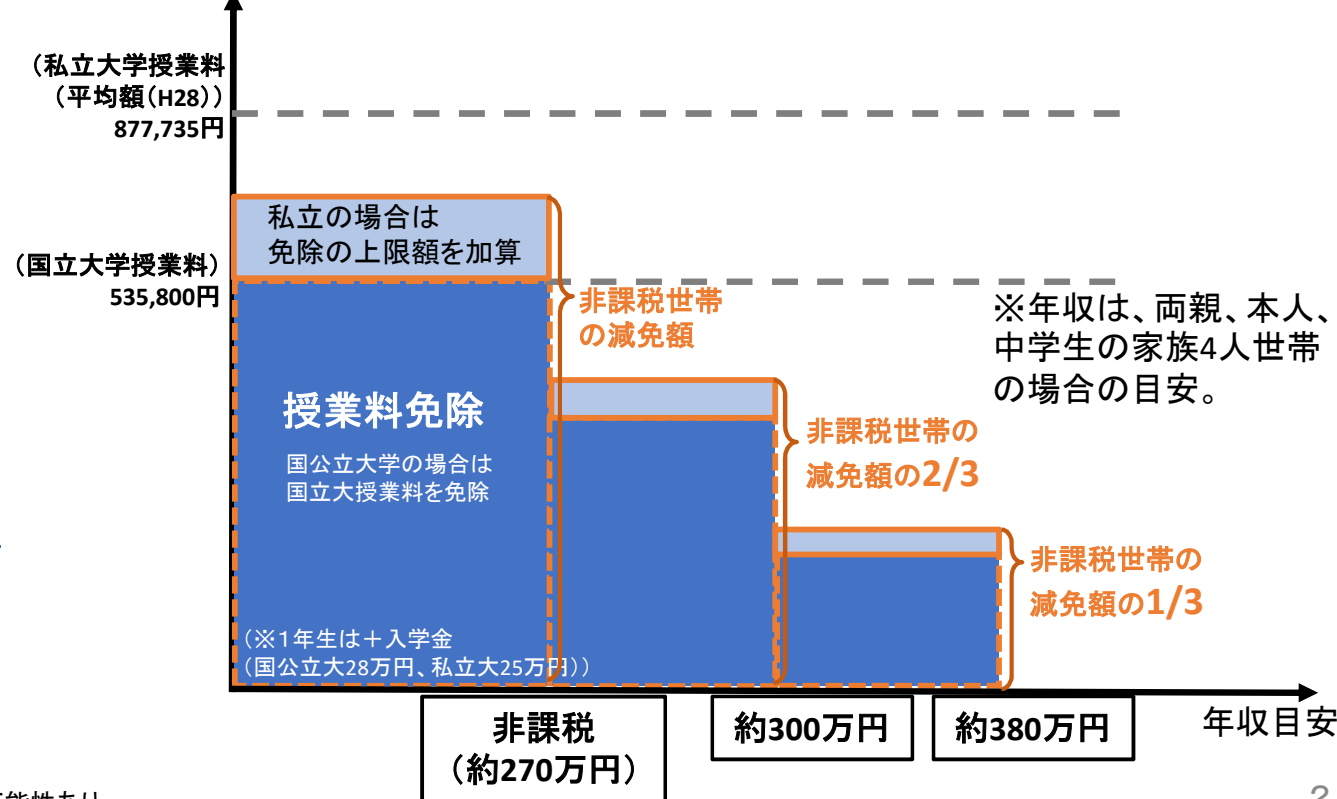 （私立大学授業料
（平均額（H28））
877,735円
私立の場合は
免除の上限額を加算
（国立大学授業料）
535,800円
非課税世帯
の減免額
※年収は、両親、本人、
中学生の家族4人世帯
の場合の目安。
授業料免除
国公立大学の場合は
国立大授業料を免除
非課税世帯の
減免額の2/3
非課税世帯の
減免額の1/3
（※１年生は＋入学金
（国公立大28万円、私立大25万円））
非課税
（約270万円）
約300万円
約380万円
年収目安